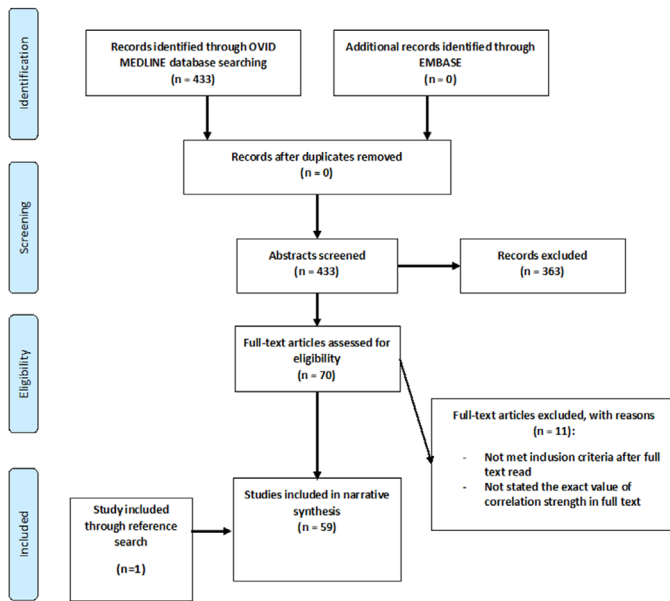 Identification
Records identified through OVID
MEDLINE database searching
(n = 433)
Additional records identified through
EMBASE
(n = 0)
Records after duplicates removed
(n = 0)
Screening
Abstracts screened
(n = 433)
Records excluded
(n = 363)
Eligibility
Full-text articles assessed for
eligibility
(n = 70)
Full-text articles excluded, with reasons
(n = 11):
- Not met inclusion criteria after full
text read
- Not stated the exact value of
correlation strength in full text
Included
Study included
through reference
search
(n=1)
Studies included in narrative
synthesis
(n = 59)